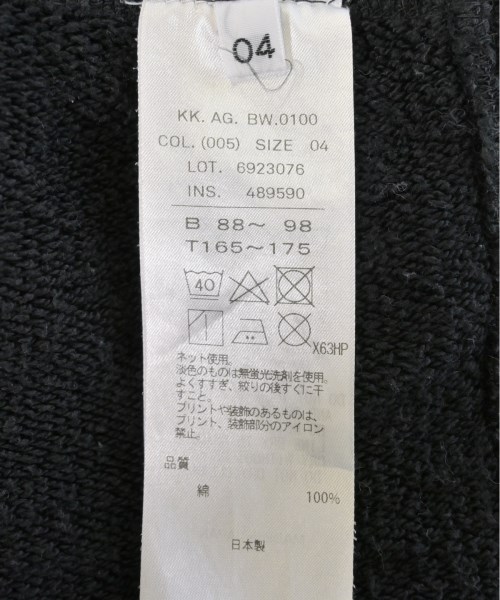 04
KK. AG. BW.0100
COL. (005) SIZE 04
LOT. 6923076
INS. 489590
B 88〜 98
T165〜175
40
X63HP
ネット使用。
淡色のものは無蛍光洗剤を使用。
よくすすぎ、絞りの後すぐに干
すこと。
プリントや装飾のあるものは、
プリント、装飾部分のアイロン
禁止。
品質
綿 100%
日本製